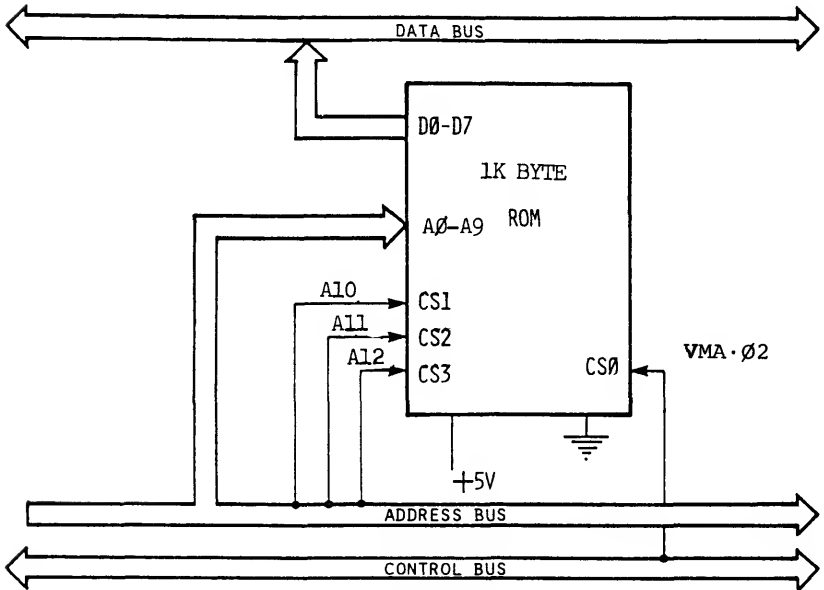 DATA BUS
DØ-D7
1K BYTE
ROM
AØ-A9
A10
CS1
A11
CS2
A12
CS3
CSØ
VMA·Ø2
+5V
ADDRESS BUS
CONTROL BUS